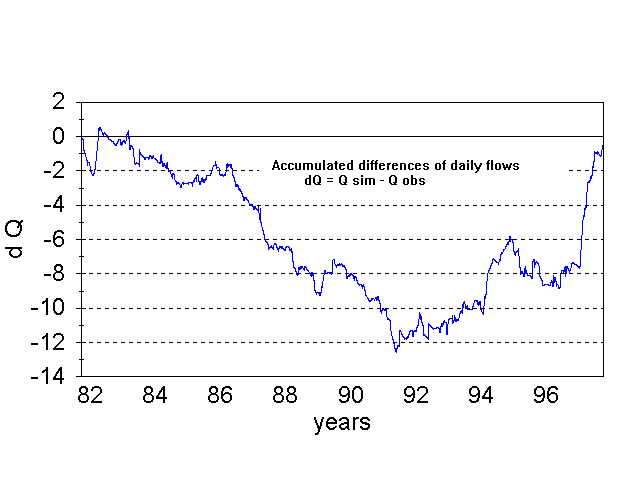 2
0
-2
-4
-6
-8
-10
-12
-14
d Q
Accumulated differences of daily flows
dQ = Q sim - Q obs
82 84 86 88 90 92 94 96
years